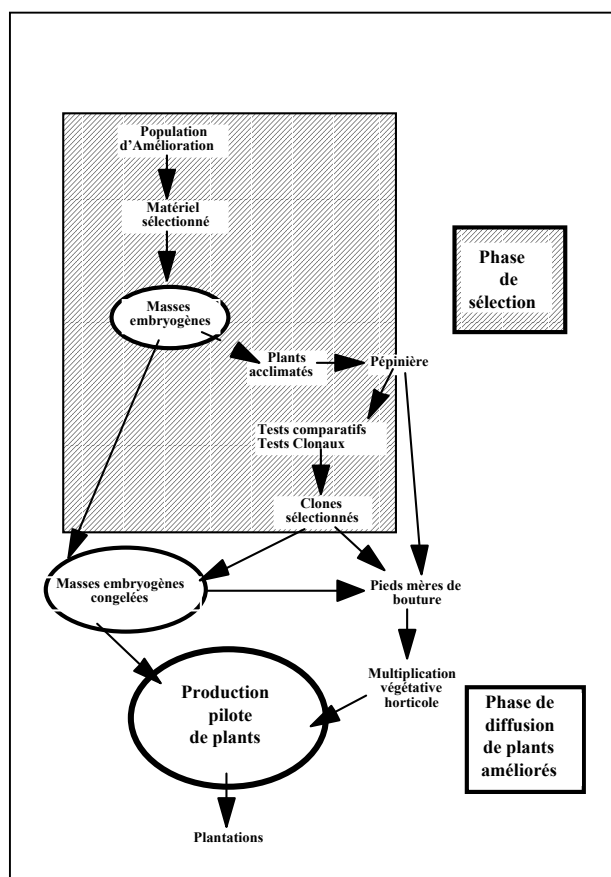 Population
d'Amélioration
Matériel
sélectionné
Masses
embryogènes
Plants
acclimatés
Pépinière
Tests comparatifs
Tests Clonaux
Clones
sélectionnés
Masses embryogènes
congelées
Pieds mères de
bouture
Multiplication
végétative
horticole
Production
pilote
de plants
Plantations
Phase
de
sélection
Phase de
diffusion
de plants
améliorés